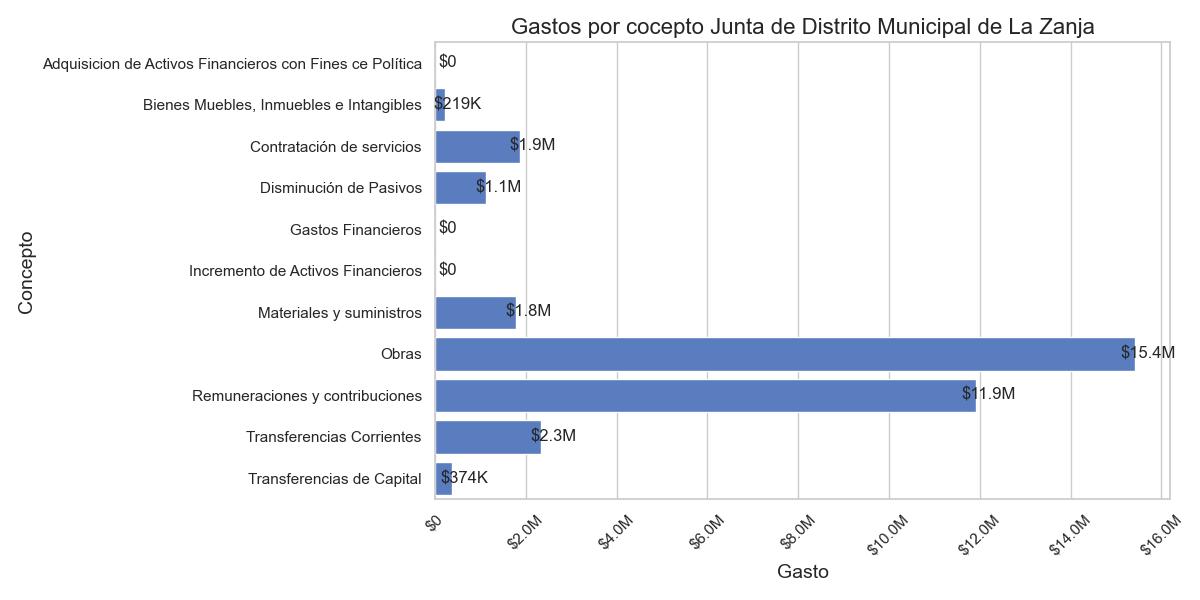 Gastos por cocepto Junta de Distrito Municipal de La Zanja
Concepto
Adquisicion de Activos Financieros con Fines ce Política $0
Bienes Muebles, Inmuebles e Intangibles $219K
Contratación de servicios $1.9M
Disminución de Pasivos $1.1M
Gastos Financieros $0
Incremento de Activos Financieros $0
Materiales y suministros $1.8M
Obras $15.4M
Remuneraciones y contribuciones $11.9M
Transferencias Corrientes $2.3M
Transferencias de Capital $374K
$0 $2.0M $4.0M $6.0M $8.0M $10.0M $12.0M $14.0M $16.0M
Gasto